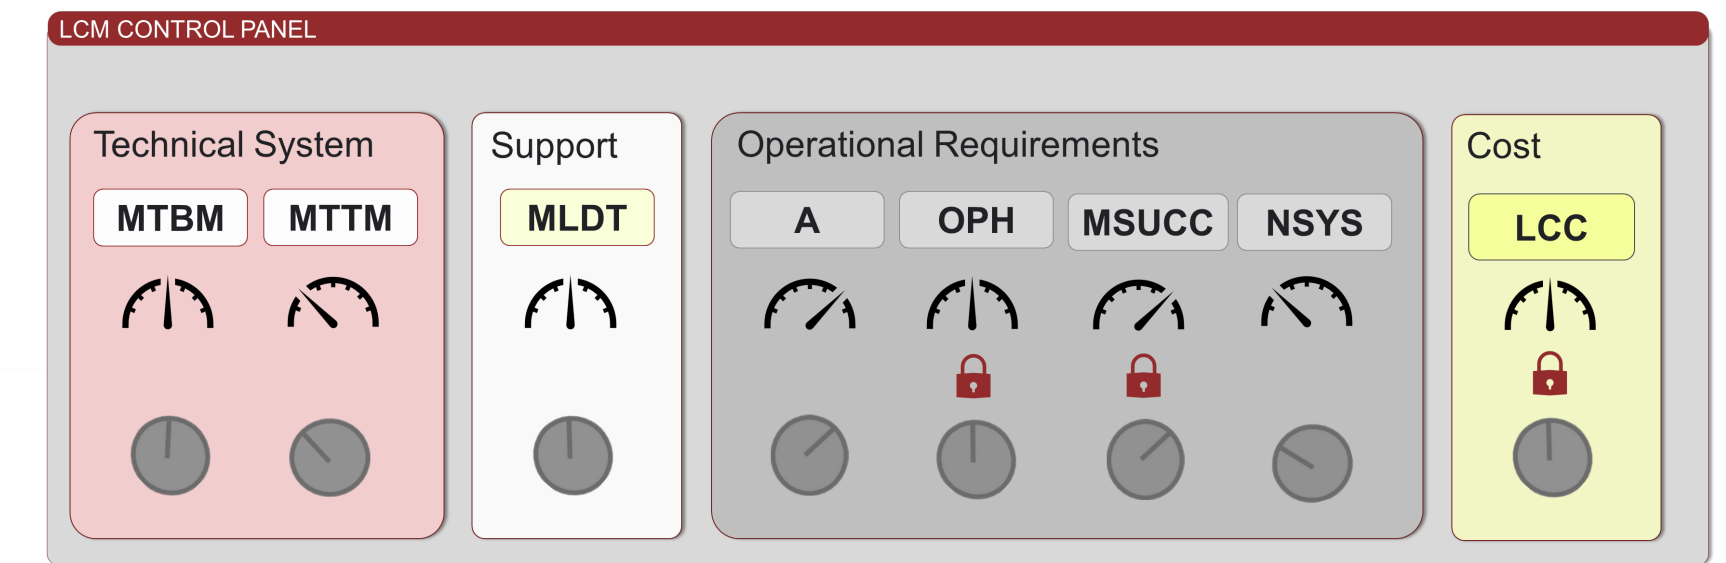 LCM CONTROL PANEL
Technical System
MTBM MTTM
Support
MLDT
Operational Requirements
A OPH MSUCC NSYS
Cost
LCC